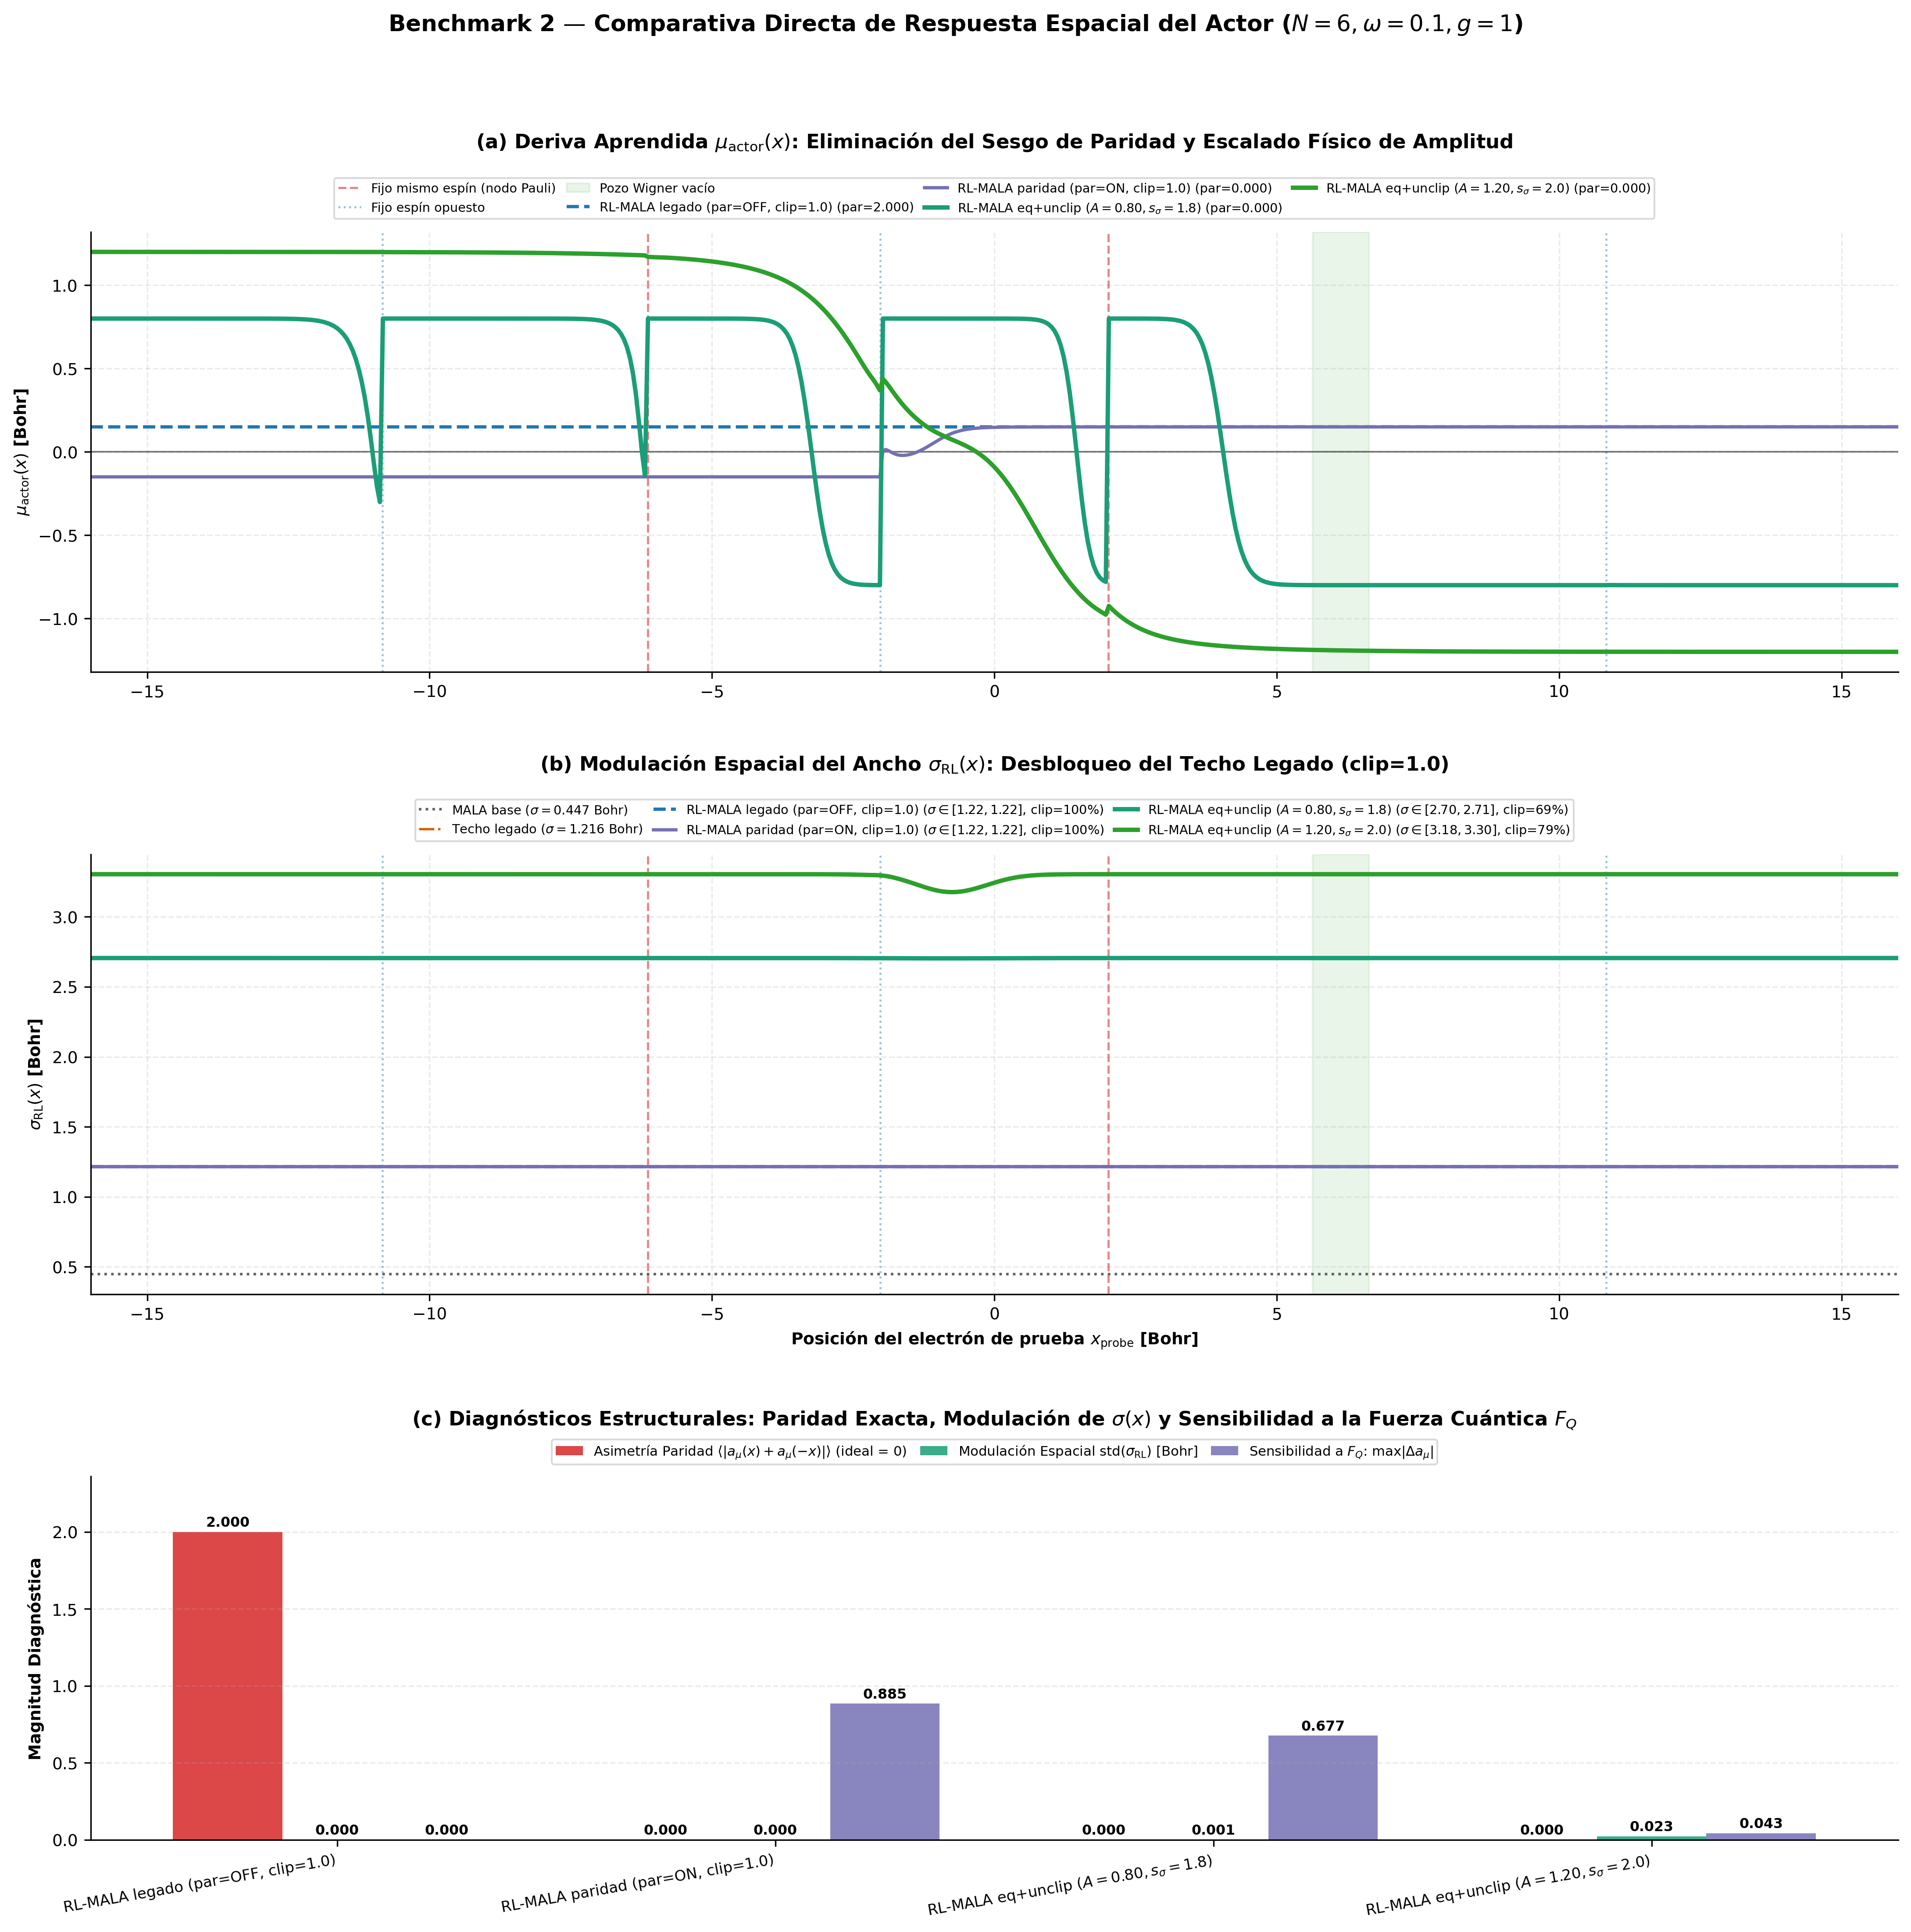 Benchmark 2 — Comparativa Directa de Respuesta Espacial del Actor (N = 6, ω = 0.1, g = 1)
(a) Deriva Aprendida μ_actor(x): Eliminación del Sesgo de Paridad y Escalado Físico de Amplitud
Fijo mismo espín (nodo Pauli)
Fijo espín opuesto
Pozo Wigner vacío
RL-MALA legado (par=OFF, clip=1.0) (par=2.000)
RL-MALA paridad (par=ON, clip=1.0) (par=0.000)
RL-MALA eq+unclip (A = 0.80, s_σ = 1.8) (par=0.000)
RL-MALA eq+unclip (A = 1.20, s_σ = 2.0) (par=0.000)
μ_actor(x) [Bohr]
1.0
0.5
0.0
−0.5
−1.0
−15 −10 −5 0 5 10 15
(b) Modulación Espacial del Ancho σ_RL(x): Desbloqueo del Techo Legado (clip=1.0)
MALA base (σ = 0.447 Bohr)
Techo legado (σ = 1.216 Bohr)
RL-MALA legado (par=OFF, clip=1.0) (σ ∈ [1.22, 1.22], clip=100%)
RL-MALA paridad (par=ON, clip=1.0) (σ ∈ [1.22, 1.22], clip=100%)
RL-MALA eq+unclip (A = 0.80, s_σ = 1.8) (σ ∈ [2.70, 2.71], clip=69%)
RL-MALA eq+unclip (A = 1.20, s_σ = 2.0) (σ ∈ [3.18, 3.30], clip=79%)
σ_RL(x) [Bohr]
3.0
2.5
2.0
1.5
1.0
0.5
−15 −10 −5 0 5 10 15
Posición del electrón de prueba x_probe [Bohr]
(c) Diagnósticos Estructurales: Paridad Exacta, Modulación de σ(x) y Sensibilidad a la Fuerza Cuántica F_Q
Asimetría Paridad ⟨|a_μ(x) + a_μ(−x)|⟩ (ideal = 0)
Modulación Espacial std(σ_RL) [Bohr]
Sensibilidad a F_Q: max|Δa_μ|
Magnitud Diagnóstica
2.0
1.5
1.0
0.5
0.0
2.000
0.000
0.000
0.000
0.000
0.885
0.000
0.001
0.677
0.000
0.023
0.043
RL-MALA legado (par=OFF, clip=1.0)
RL-MALA paridad (par=ON, clip=1.0)
RL-MALA eq+unclip (A = 0.80, s_σ = 1.8)
RL-MALA eq+unclip (A = 1.20, s_σ = 2.0)